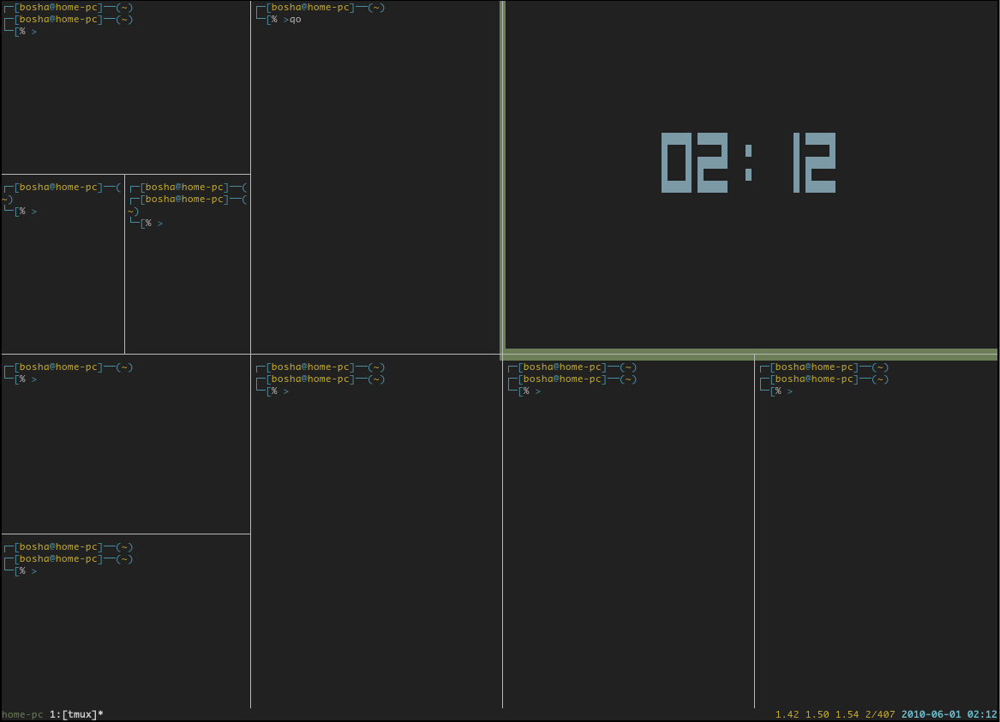 ┌─[bosha@home-pc]──(~)
┌─[bosha@home-pc]──(~)
└─[% >
┌─[bosha@home-pc]──(~)
└─[% >qo
02:12
┌─[bosha@home-pc]──(
~)
└─[% >
┌─[bosha@home-pc]──(
┌─[bosha@home-pc]──(
~)
└─[% >
┌─[bosha@home-pc]──(~)
└─[% >
┌─[bosha@home-pc]──(~)
┌─[bosha@home-pc]──(~)
└─[% >
┌─[bosha@home-pc]──(~)
┌─[bosha@home-pc]──(~)
└─[% >
┌─[bosha@home-pc]──(~)
┌─[bosha@home-pc]──(~)
└─[% >
┌─[bosha@home-pc]──(~)
┌─[bosha@home-pc]──(~)
└─[% >
home-pc 1:[tmux]* 1.42 1.50 1.54 2/407 2010-06-01 02:12